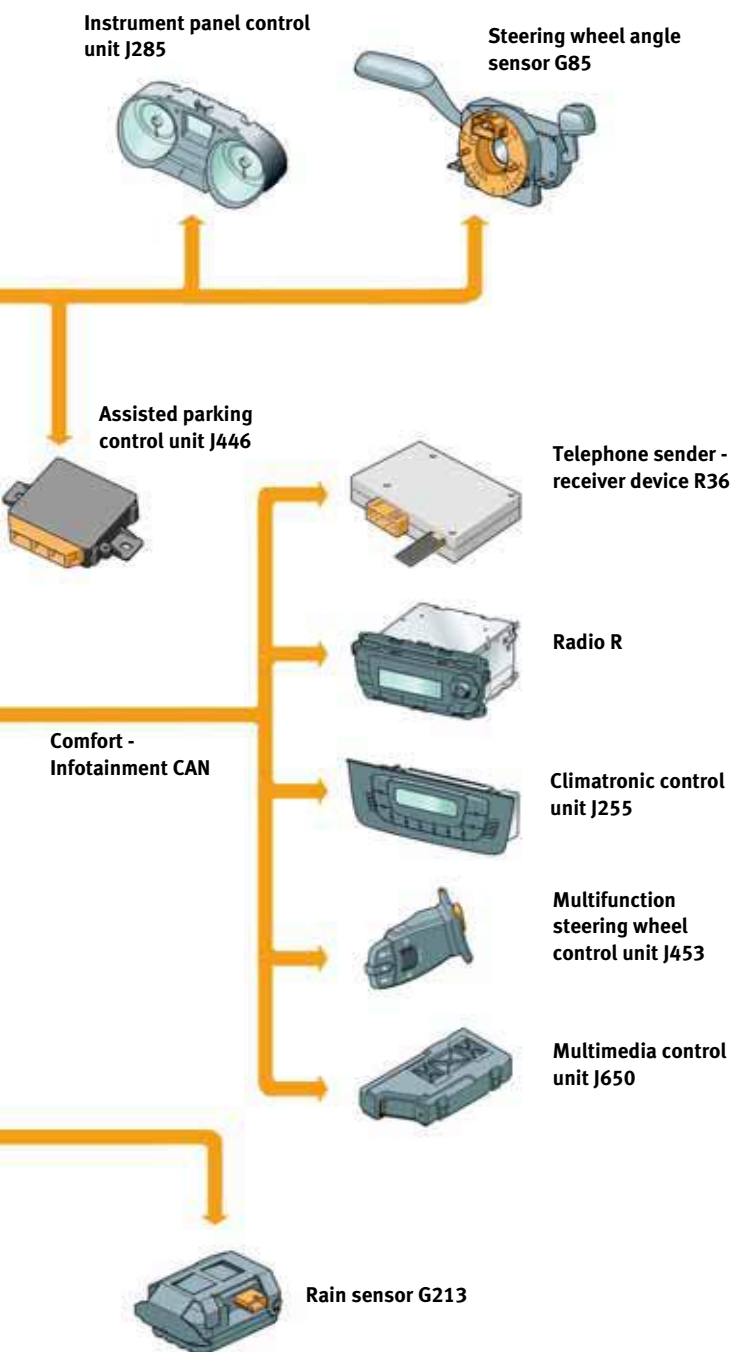 Instrument panel control
unit J285
Steering wheel angle
sensor G85
Assisted parking
control unit J446
Telephone sender -
receiver device R36
Radio R
Comfort -
Infotainment CAN
Climatronic control
unit J255
Multifunction
steering wheel
control unit J453
Multimedia control
unit J650
Rain sensor G213